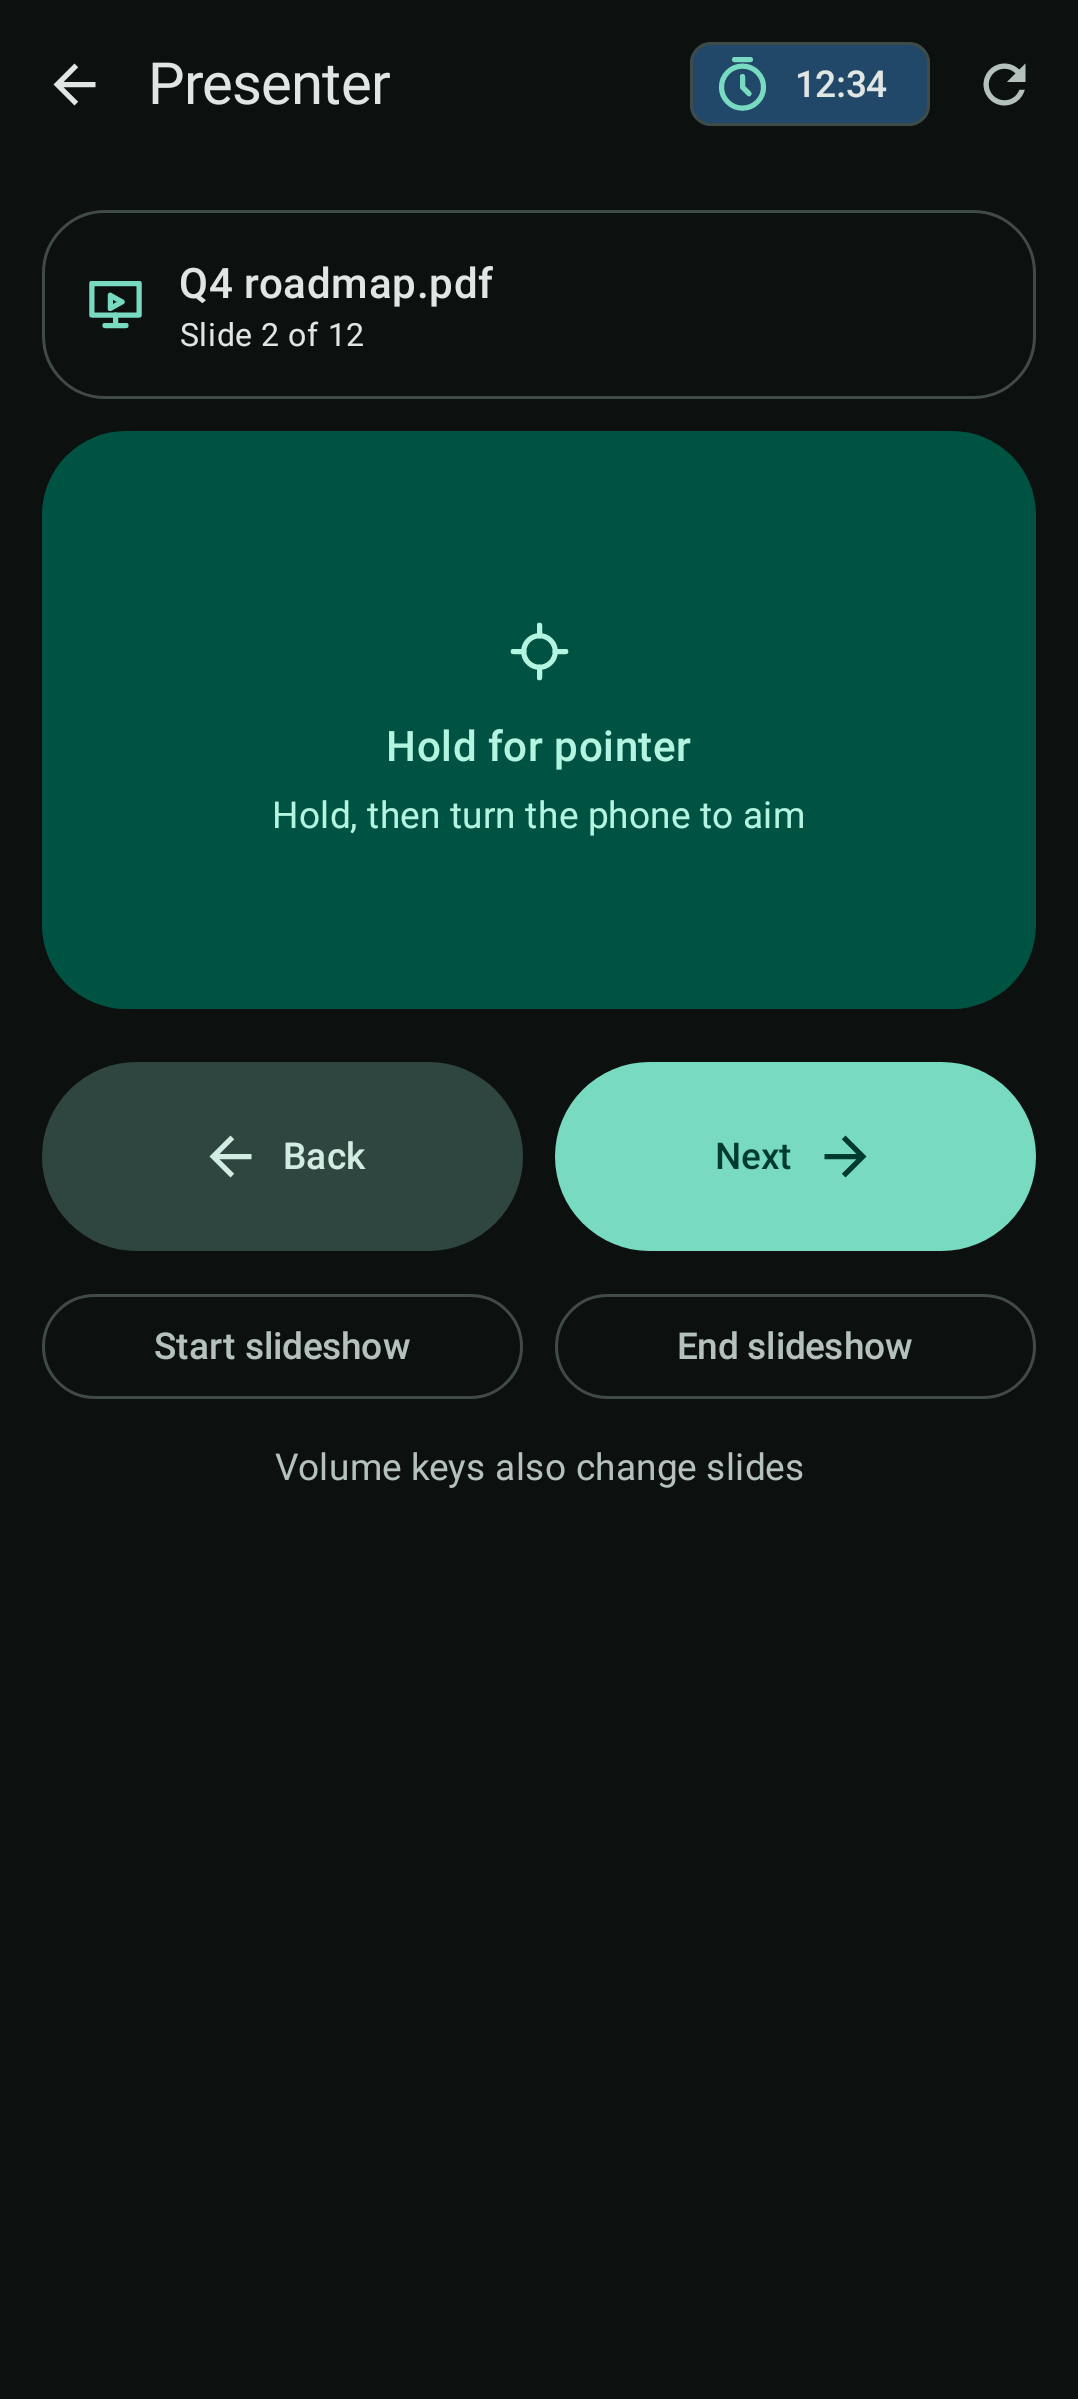 Presenter
12:34
Q4 roadmap.pdf
Slide 2 of 12
Hold for pointer
Hold, then turn the phone to aim
Back
Next
Start slideshow
End slideshow
Volume keys also change slides